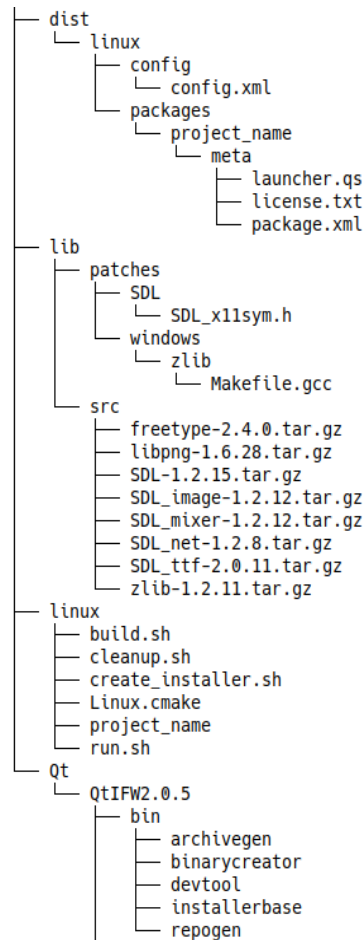 dist
linux
config
config.xml
packages
project_name
meta
launcher.qs
license.txt
package.xml
lib
patches
SDL
SDL_x11sym.h
windows
zlib
Makefile.gcc
src
freetype-2.4.0.tar.gz
libpng-1.6.28.tar.gz
SDL-1.2.15.tar.gz
SDL_image-1.2.12.tar.gz
SDL_mixer-1.2.12.tar.gz
SDL_net-1.2.8.tar.gz
SDL_ttf-2.0.11.tar.gz
zlib-1.2.11.tar.gz
linux
build.sh
cleanup.sh
create_installer.sh
Linux.cmake
project_name
run.sh
Qt
QtIFW2.0.5
bin
archivegen
binarycreator
devtool
installerbase
repogen